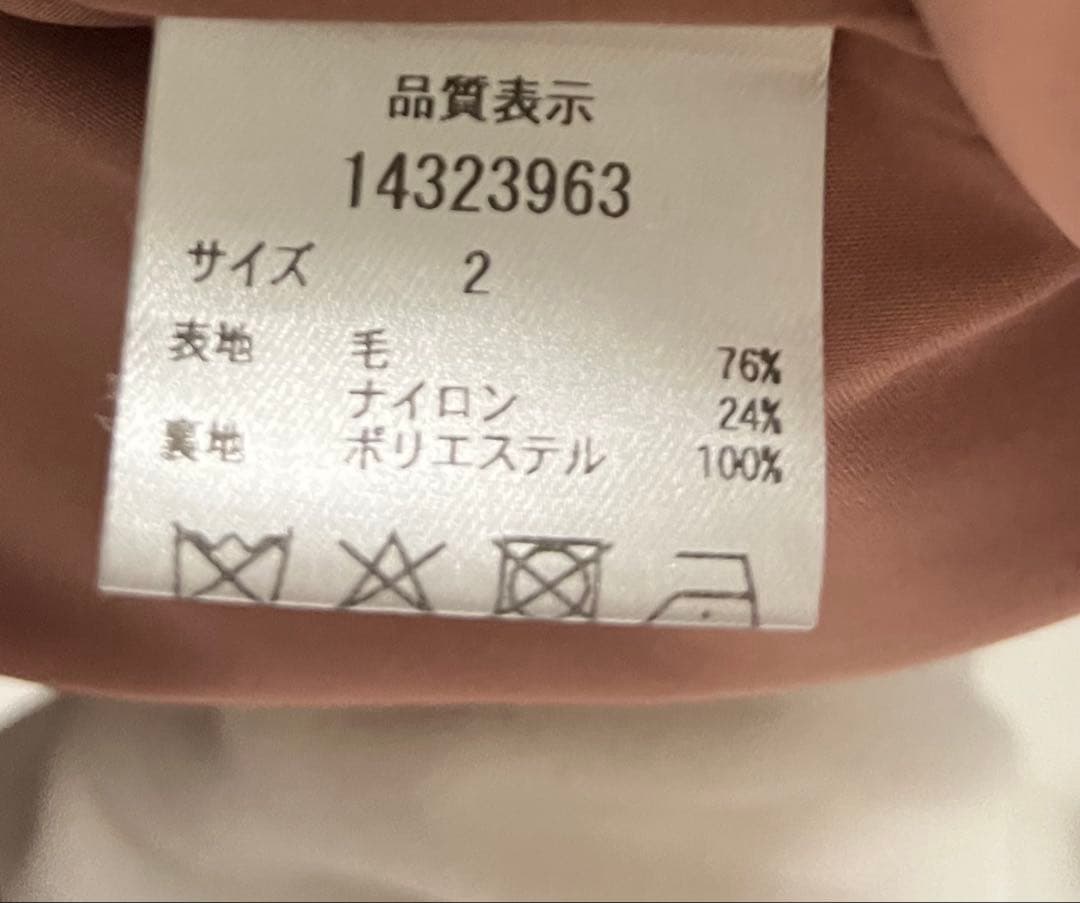 品質表示
14323963
サイズ 2
表地 毛 76%
ナイロン 24%
裏地 ポリエステル 100%